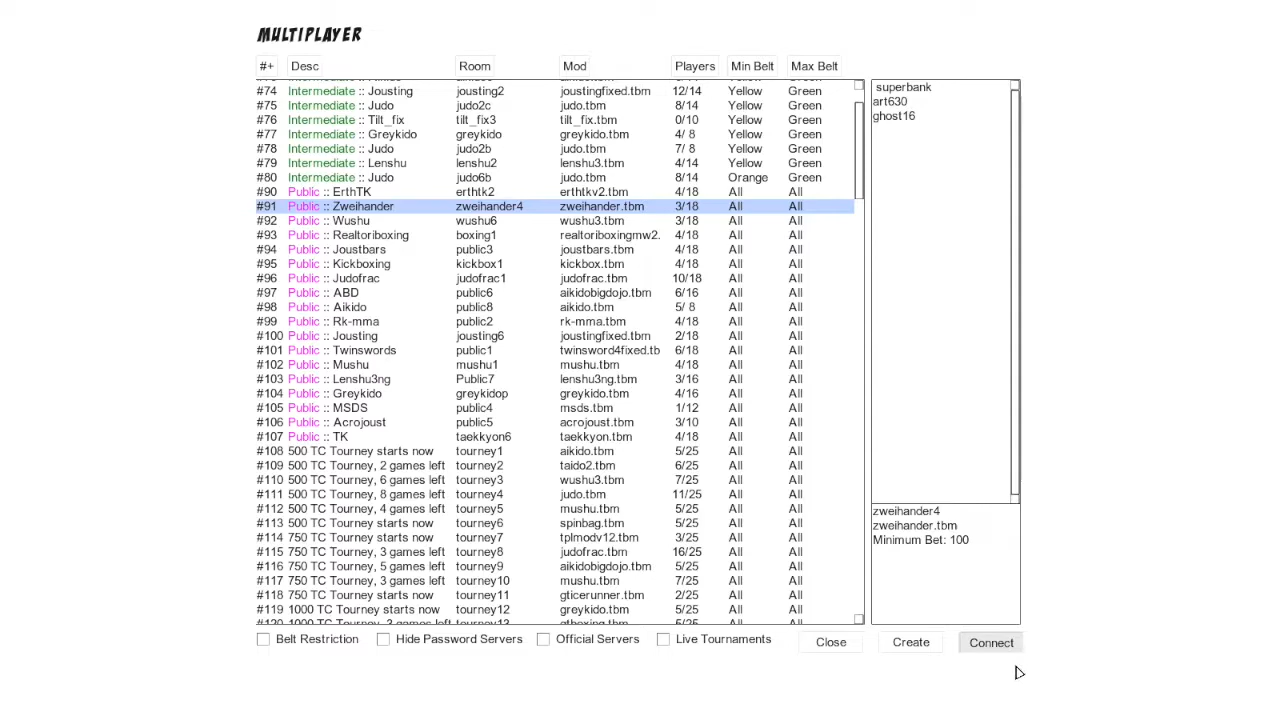 MULTIPLAYER
#+ Desc Room Mod Players Min Belt Max Belt
#74 Intermediate :: Jousting jousting2 joustingfixed.tbm 12/14 Yellow Green
#75 Intermediate :: Judo judo2c judo.tbm 8/14 Yellow Green
#76 Intermediate :: Tilt_fix tilt_fix3 tilt_fix.tbm 0/10 Yellow Green
#77 Intermediate :: Greykido greykido greykido.tbm 4/ 8 Yellow Green
#78 Intermediate :: Judo judo2b judo.tbm 7/ 8 Yellow Green
#79 Intermediate :: Lenshu lenshu2 lenshu3.tbm 4/14 Yellow Green
#80 Intermediate :: Judo judo6b judo.tbm 8/14 Orange Green
#90 Public :: ErthTK erthtk2 erthtkv2.tbm 4/18 All All
#91 Public :: Zweihander zweihander4 zweihander.tbm 3/18 All All
#92 Public :: Wushu wushu6 wushu3.tbm 3/18 All All
#93 Public :: Realtoriboxing boxing1 realtoriboxingmw2. 4/18 All All
#94 Public :: Joustbars public3 joustbars.tbm 4/18 All All
#95 Public :: Kickboxing kickbox1 kickbox.tbm 4/18 All All
#96 Public :: Judofrac judofrac1 judofrac.tbm 10/18 All All
#97 Public :: ABD public6 aikidobigdojo.tbm 6/16 All All
#98 Public :: Aikido public8 aikido.tbm 5/ 8 All All
#99 Public :: Rk-mma public2 rk-mma.tbm 4/18 All All
#100 Public :: Jousting jousting6 joustingfixed.tbm 2/18 All All
#101 Public :: Twinswords public1 twinsword4fixed.tb 6/18 All All
#102 Public :: Mushu mushu1 mushu.tbm 4/18 All All
#103 Public :: Lenshu3ng Public7 lenshu3ng.tbm 3/16 All All
#104 Public :: Greykido greykidop greykido.tbm 4/16 All All
#105 Public :: MSDS public4 msds.tbm 1/12 All All
#106 Public :: Acrojoust public5 acrojoust.tbm 3/10 All All
#107 Public :: TK taekkyon6 taekkyon.tbm 4/18 All All
#108 500 TC Tourney starts now tourney1 aikido.tbm 5/25 All All
#109 500 TC Tourney, 2 games left tourney2 taido2.tbm 6/25 All All
#110 500 TC Tourney, 6 games left tourney3 wushu3.tbm 7/25 All All
#111 500 TC Tourney, 8 games left tourney4 judo.tbm 11/25 All All
#112 500 TC Tourney, 4 games left tourney5 mushu.tbm 5/25 All All
#113 500 TC Tourney starts now tourney6 spinbag.tbm 5/25 All All
#114 750 TC Tourney starts now tourney7 tplmodv12.tbm 3/25 All All
#115 750 TC Tourney, 3 games left tourney8 judofrac.tbm 16/25 All All
#116 750 TC Tourney, 5 games left tourney9 aikidobigdojo.tbm 5/25 All All
#117 750 TC Tourney, 3 games left tourney10 mushu.tbm 7/25 All All
#118 750 TC Tourney starts now tourney11 gticerunner.tbm 2/25 All All
#119 1000 TC Tourney starts now tourney12 greykido.tbm 5/25 All All
superbank
art630
ghost16
zweihander4
zweihander.tbm
Minimum Bet: 100
Belt Restriction Hide Password Servers Official Servers Live Tournaments Close Create Connect